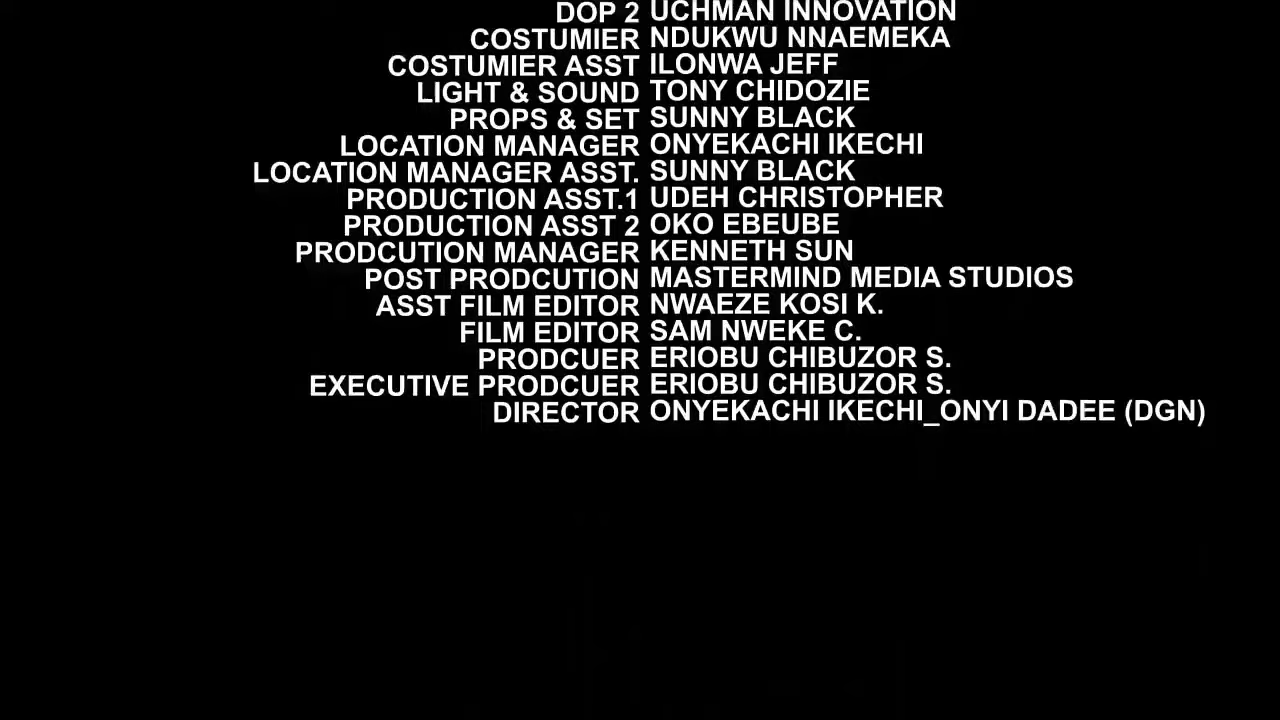 DOP 2 UCHMAN INNOVATION
COSTUMIER NDUKWU NNAEMEKA
COSTUMIER ASST ILONWA JEFF
LIGHT & SOUND TONY CHIDOZIE
PROPS & SET SUNNY BLACK
LOCATION MANAGER ONYEKACHI IKECHI
LOCATION MANAGER ASST. SUNNY BLACK
PRODUCTION ASST.1 UDEH CHRISTOPHER
PRODUCTION ASST 2 OKO EBEUBE
PRODCUTION MANAGER KENNETH SUN
POST PRODCUTION MASTERMIND MEDIA STUDIOS
ASST FILM EDITOR NWAEZE KOSI K.
FILM EDITOR SAM NWEKE C.
PRODCUER ERIOBU CHIBUZOR S.
EXECUTIVE PRODCUER ERIOBU CHIBUZOR S.
DIRECTOR ONYEKACHI IKECHI_ONYI DADEE (DGN)